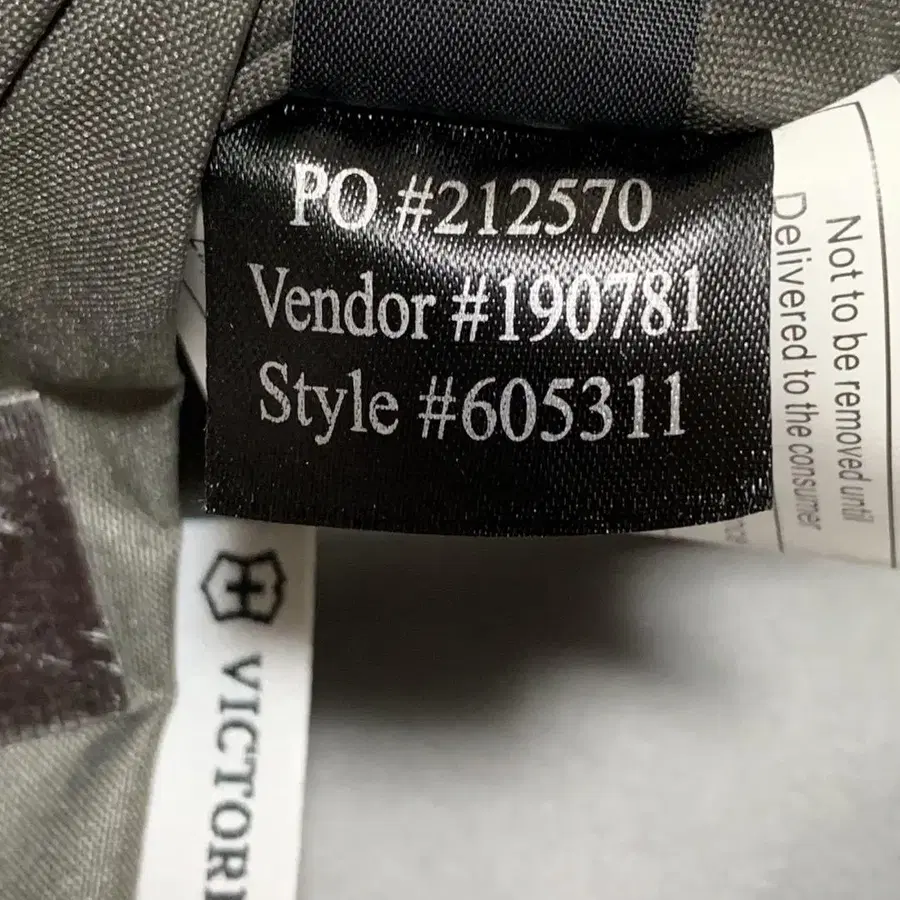 PO #212570
Vendor #190781
Style #605311
Not to be removed until
Delivered to the consumer
VICTORI